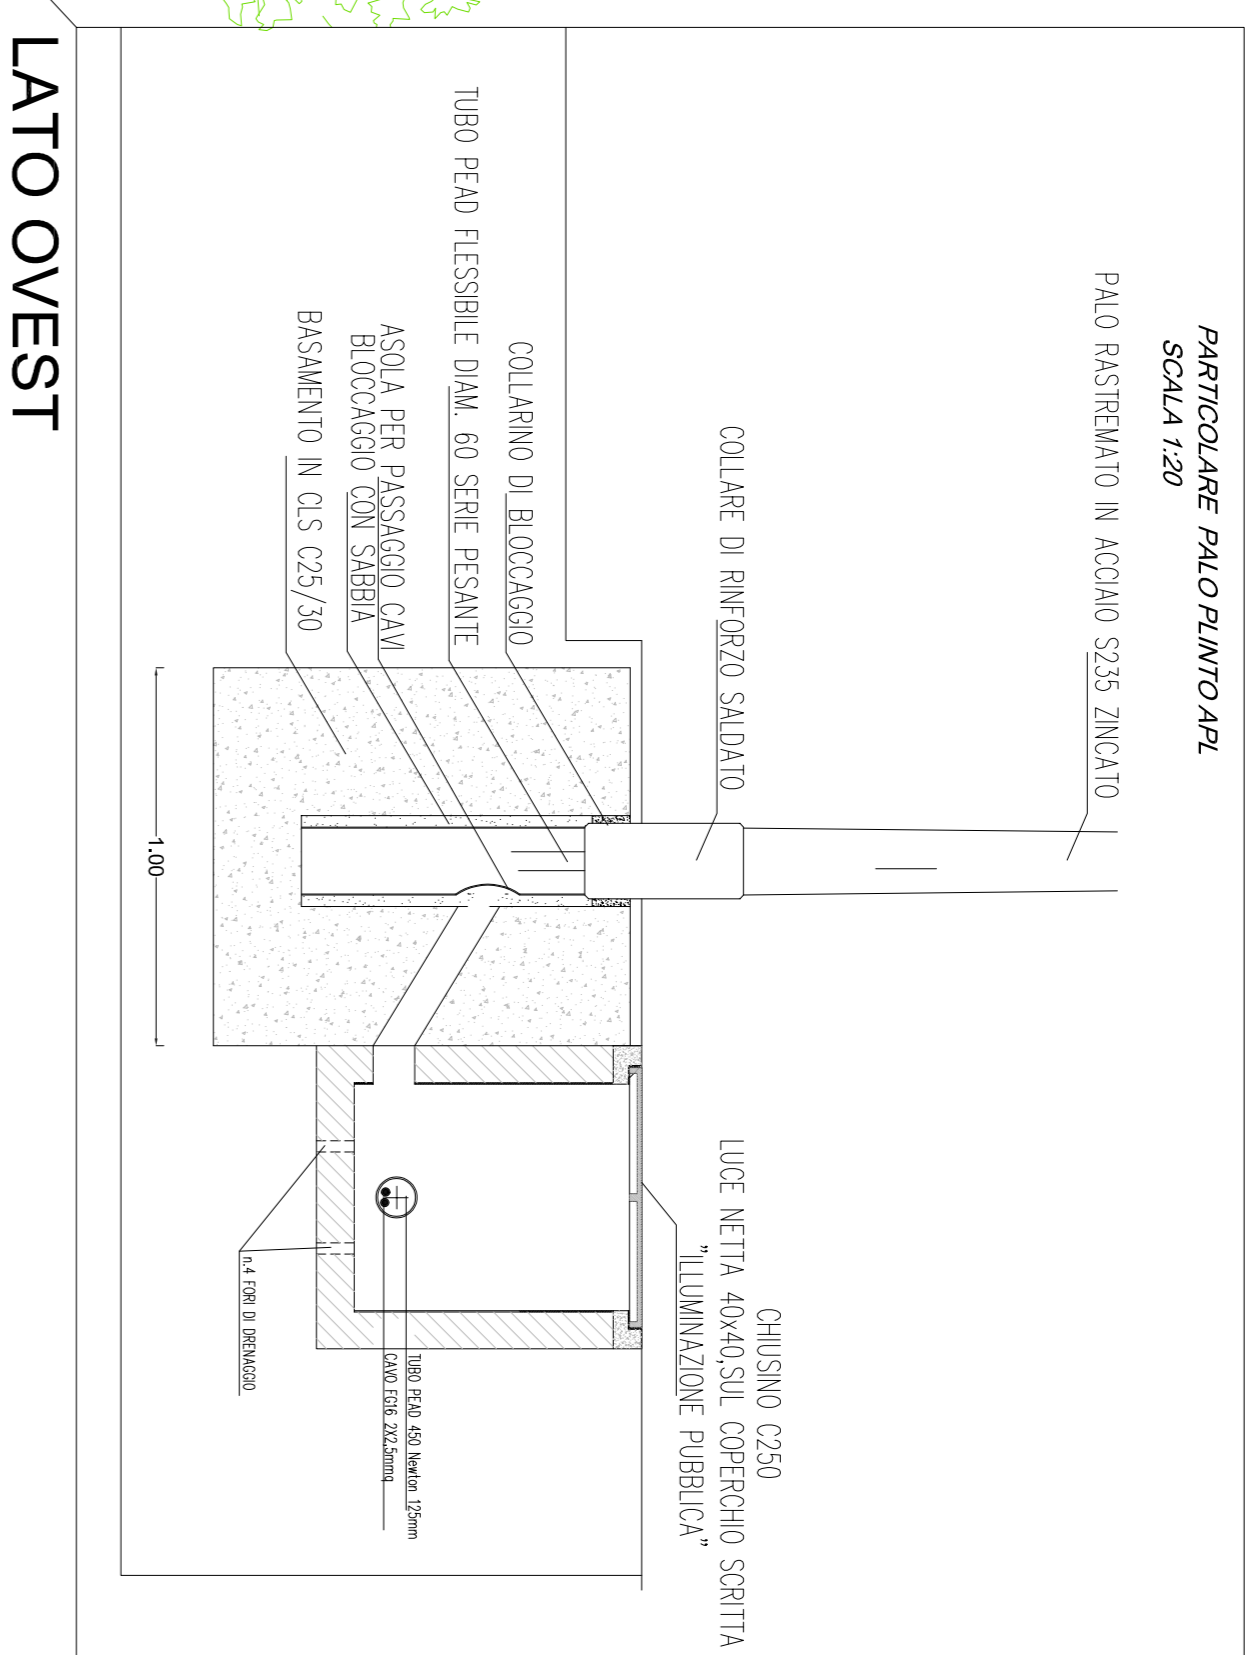 PARTICOLARE PALO PLINTO APL
SCALA 1:20
PALO RASTREMATO IN ACCIAIO S235 ZINCATO
COLLARE DI RINFORZO SALDATO
COLLARINO DI BLOCCAGGIO
TUBO PEAD FLESSIBILE DIAM. 60 SERIE PESANTE
ASOLA PER PASSAGGIO CAVI
BLOCCAGGIO CON SABBIA
BASAMENTO IN CLS C25/30
CHIUSINO C250
LUCE NETTA 40x40,SUL COPERCHIO SCRITTA
"ILLUMINAZIONE PUBBLICA"
TUBO PEAD 450 Newton 125mm
CAVO FG16 2X2,5mmq
n.4 FORI DI DRENAGGIO
1.00
LATO OVEST